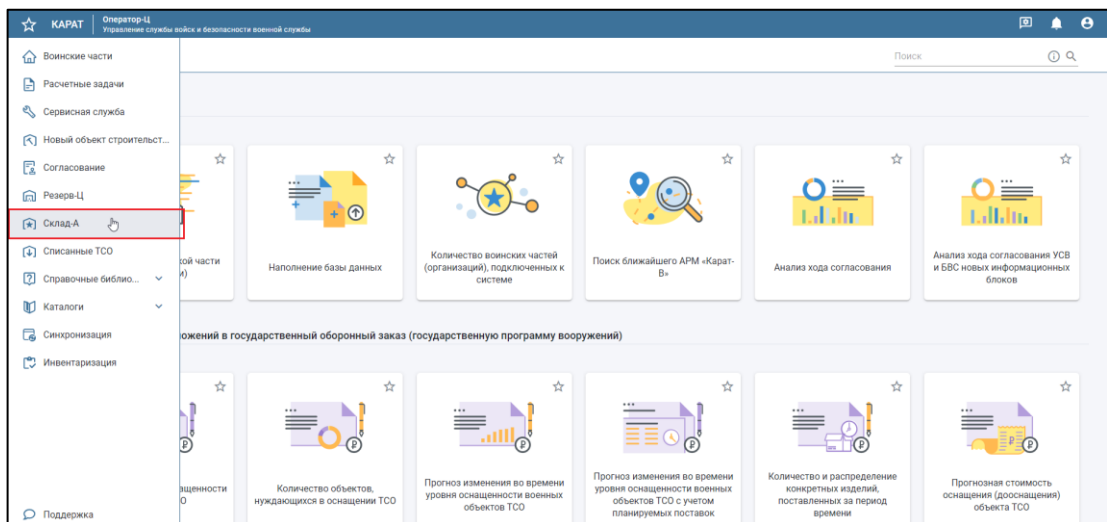 КАРАТ
Оператор-Ц
Управление службы войск и безопасности военной службы
Воинские части
Поиск
Расчетные задачи
Сервисная служба
Новый объект строительст...
Согласование
Резерв-Ц
Склад-А
Списанные ТСО
Справочные библио...
Каталоги
Синхронизация
Инвентаризация
Поддержка
кой части
и)
Наполнение базы данных
Количество воинских частей
(организаций), подключенных к
системе
Поиск ближайшего АРМ «Карат-
В»
Анализ хода согласования
Анализ хода согласования УСВ
и БВС новых информационных
блоков
ожений в государственный оборонный заказ (государственную программу вооружений)
ащенности
О
Количество объектов,
нуждающихся в оснащении ТСО
Прогноз изменения во времени
уровня оснащенности военных
объектов ТСО
Прогноз изменения во времени
уровня оснащенности военных
объектов ТСО с учетом
планируемых поставок
Количество и распределение
конкретных изделий,
поставленных за период
времени
Прогнозная стоимость
оснащения (дооснащения)
объекта ТСО